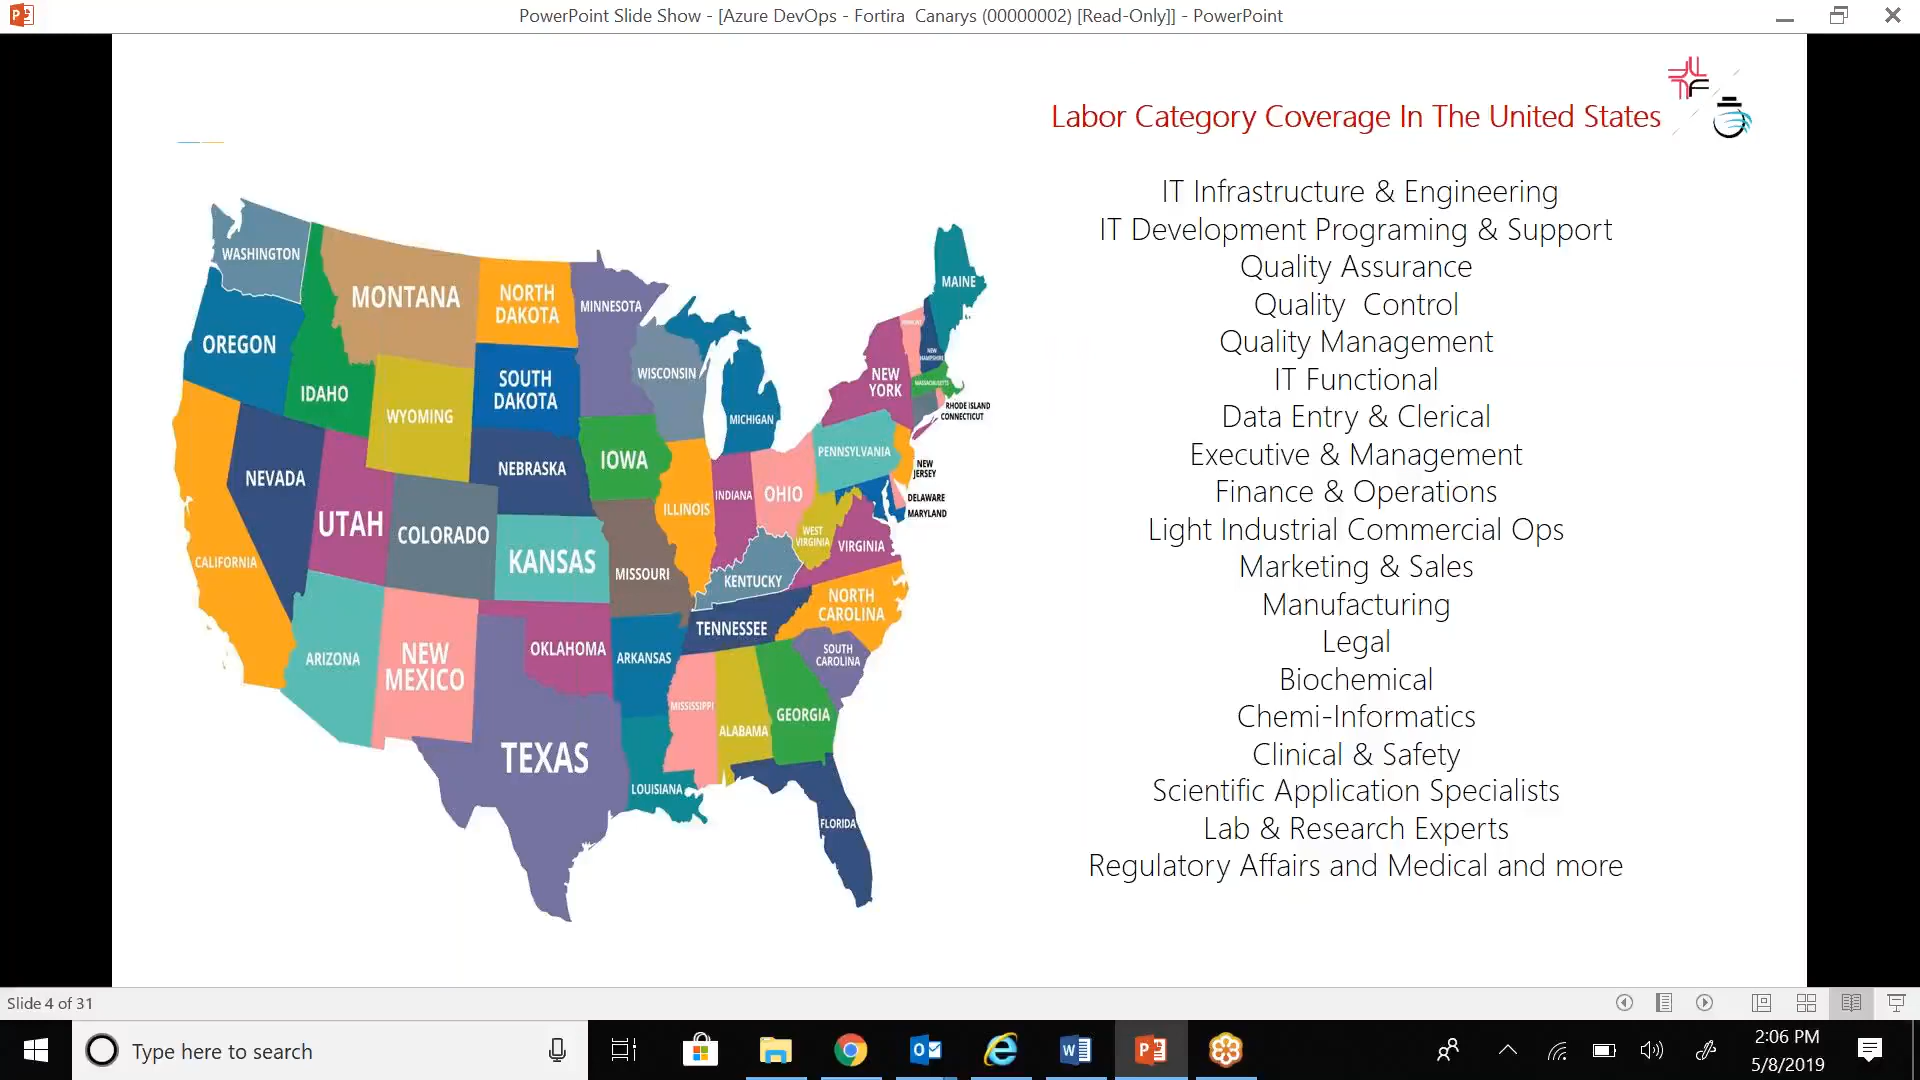 PowerPoint Slide Show - [Azure DevOps - Fortira  Canarys (00000002) [Read-Only]] - PowerPoint
Labor Category Coverage In The United States
IT Infrastructure & Engineering
IT Development Programing & Support
Quality Assurance
Quality  Control
Quality Management
IT Functional
Data Entry & Clerical
Executive & Management
Finance & Operations
Light Industrial Commercial Ops
Marketing & Sales
Manufacturing
Legal
Biochemical
Chemi-Informatics
Clinical & Safety
Scientific Application Specialists
Lab & Research Experts
Regulatory Affairs and Medical and more
WASHINGTON
OREGON
IDAHO
MONTANA
NORTH
DAKOTA
MINNESOTA
SOUTH
DAKOTA
WYOMING
WISCONSIN
MICHIGAN
MAINE
VERMONT
NEW
HAMPSHIRE
MASSACHUSETTS
NEW
YORK
RHODE ISLAND
CONNECTICUT
PENNSYLVANIA
NEW
JERSEY
DELAWARE
MARYLAND
NEVADA
UTAH
COLORADO
NEBRASKA
IOWA
ILLINOIS
INDIANA
OHIO
WEST
VIRGINIA
VIRGINIA
CALIFORNIA
KANSAS
MISSOURI
KENTUCKY
NORTH
CAROLINA
TENNESSEE
SOUTH
CAROLINA
ARIZONA
NEW
MEXICO
OKLAHOMA
ARKANSAS
MISSISSIPPI
ALABAMA
GEORGIA
TEXAS
LOUISIANA
FLORIDA
Slide 4 of 31
Type here to search
2:06 PM
5/8/2019